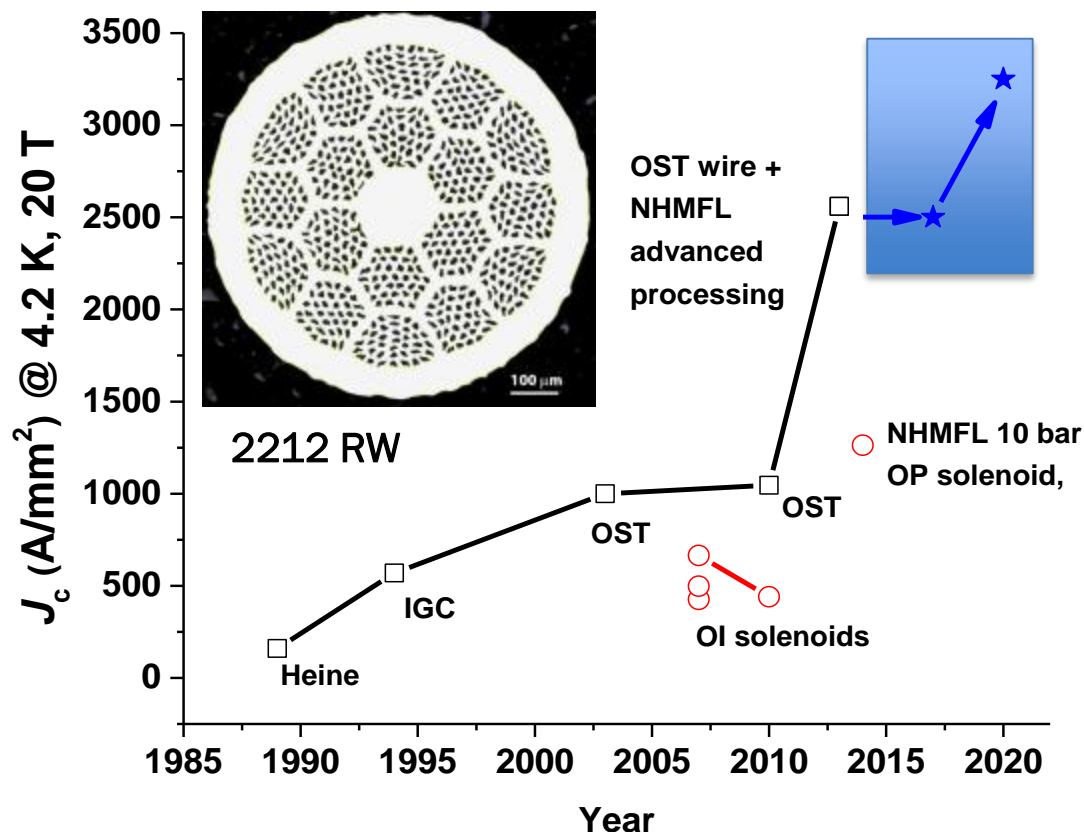 J_c (A/mm²) @ 4.2 K, 20 T
3500
3000
2500
2000
1500
1000
500
0
100 μm
2212 RW
OST wire +
NHMFL
advanced
processing
NHMFL 10 bar
OP solenoid,
OST
OST
IGC
OI solenoids
Heine
1985
1990
1995
2000
2005
2010
2015
2020
Year